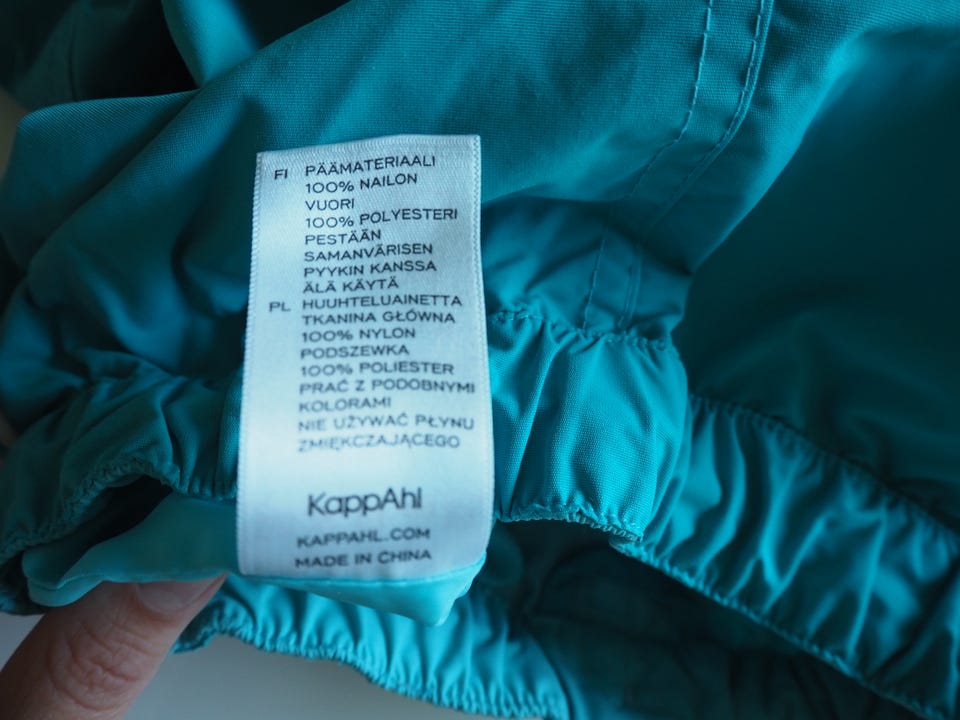 FI PÄÄMATERIAALI
100% NAILON
VUORI
100% POLYESTERI
PESTÄÄN
SAMANVÄRISEN
PYYKIN KANSSA
ÄLÄ KÄYTÄ
PL HUUHTELUAINETTA
TKANINA GŁÓWNA
100% NYLON
PODSZEWKA
100% POLIESTER
PRAĆ Z PODOBNYMI
KOLORAMI
NIE UŻYWAĆ PŁYNU
ZMIĘKCZAJĄCEGO
KappAhl
KAPPAHL.COM
MADE IN CHINA